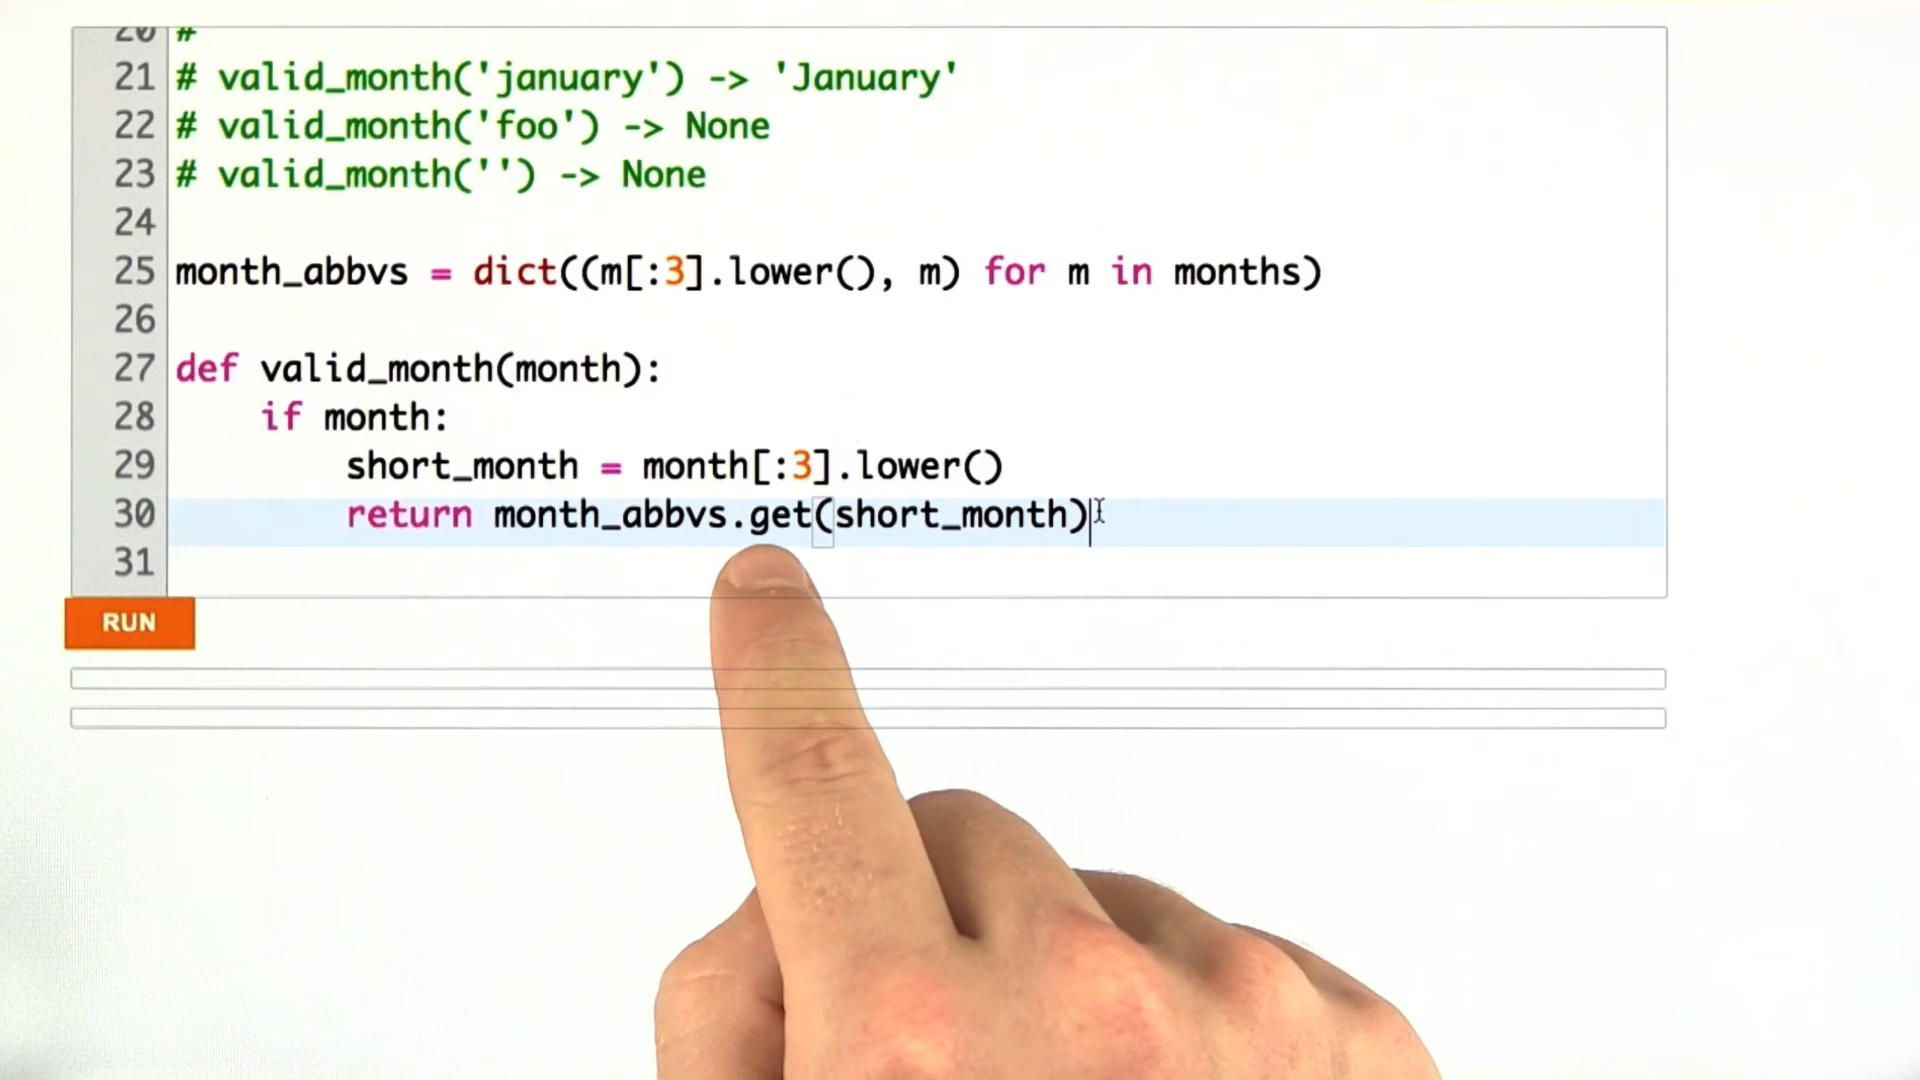 20 #
21 # valid_month('january') -> 'January'
22 # valid_month('foo') -> None
23 # valid_month('') -> None
24
25 month_abbvs = dict((m[:3].lower(), m) for m in months)
26
27 def valid_month(month):
28     if month:
29         short_month = month[:3].lower()
30         return month_abbvs.get(short_month)
31
RUN